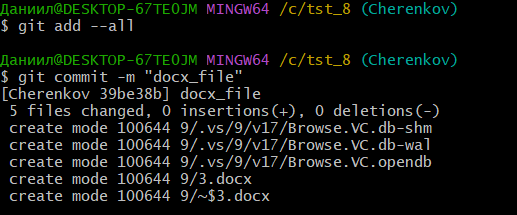 Даниил@DESKTOP-67TE0JM MINGW64 /c/tst_8 (Cherenkov)
$ git add --all
Даниил@DESKTOP-67TE0JM MINGW64 /c/tst_8 (Cherenkov)
$ git commit -m "docx_file"
[Cherenkov 39be38b] docx_file
 5 files changed, 0 insertions(+), 0 deletions(-)
 create mode 100644 9/.vs/9/v17/Browse.VC.db-shm
 create mode 100644 9/.vs/9/v17/Browse.VC.db-wal
 create mode 100644 9/.vs/9/v17/Browse.VC.opendb
 create mode 100644 9/3.docx
 create mode 100644 9/~$3.docx